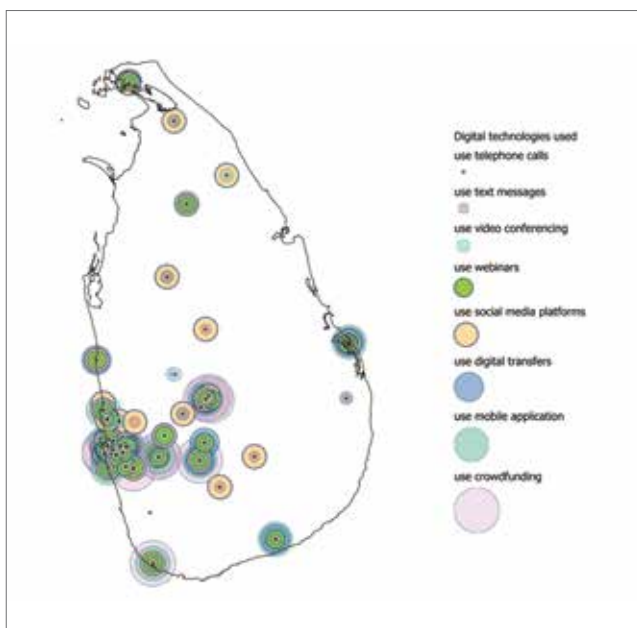 Digital technologies used
use telephone calls
use text messages
use video conferencing
use webinars
use social media platforms
use digital transfers
use mobile application
use crowdfunding